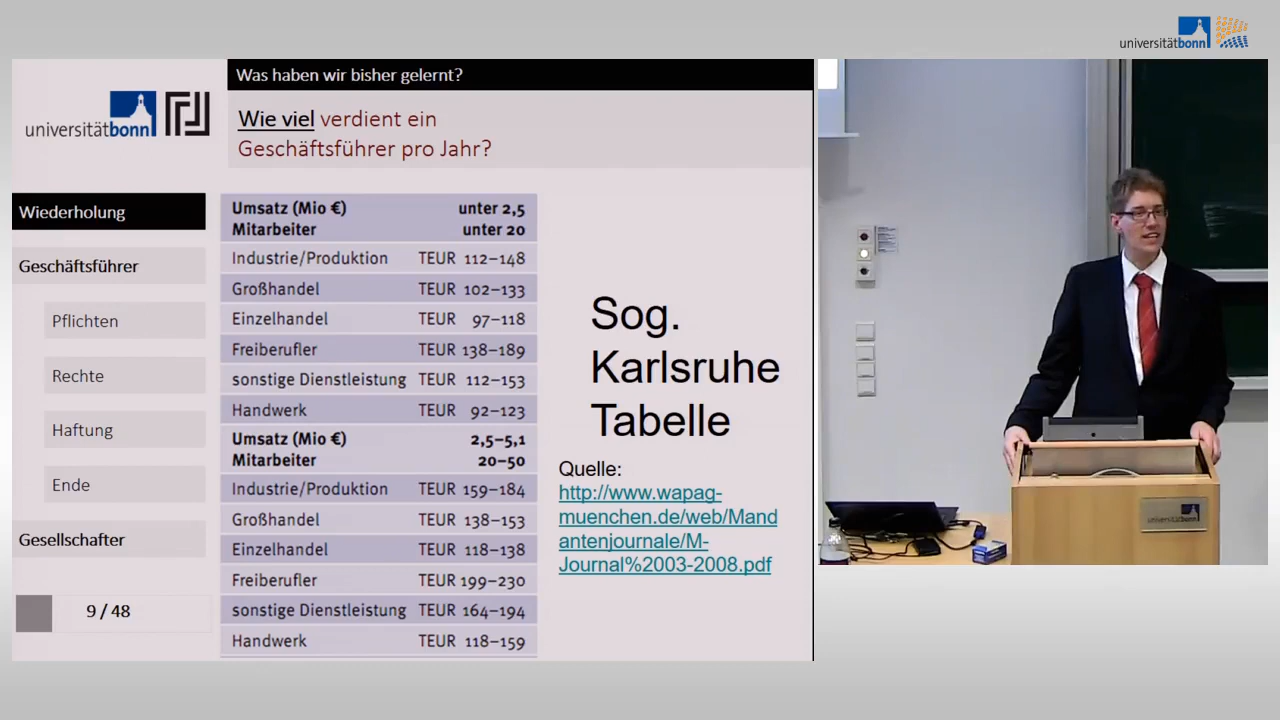 universitätbonn
Was haben wir bisher gelernt?
universitätbonn
Wie viel verdient ein
Geschäftsführer pro Jahr?
Wiederholung
Geschäftsführer
Pflichten
Rechte
Haftung
Ende
Gesellschafter
9 / 48
Umsatz (Mio €) unter 2,5
Mitarbeiter unter 20
Industrie/Produktion TEUR 112–148
Großhandel TEUR 102–133
Einzelhandel TEUR 97–118
Freiberufler TEUR 138–189
sonstige Dienstleistung TEUR 112–153
Handwerk TEUR 92–123
Umsatz (Mio €) 2,5–5,1
Mitarbeiter 20–50
Industrie/Produktion TEUR 159–184
Großhandel TEUR 138–153
Einzelhandel TEUR 118–138
Freiberufler TEUR 199–230
sonstige Dienstleistung TEUR 164–194
Handwerk TEUR 118–159
Sog.
Karlsruhe
Tabelle
Quelle:
http://www.wapag-
muenchen.de/web/Mand
antenjournale/M-
Journal%2003-2008.pdf
universitätbonn